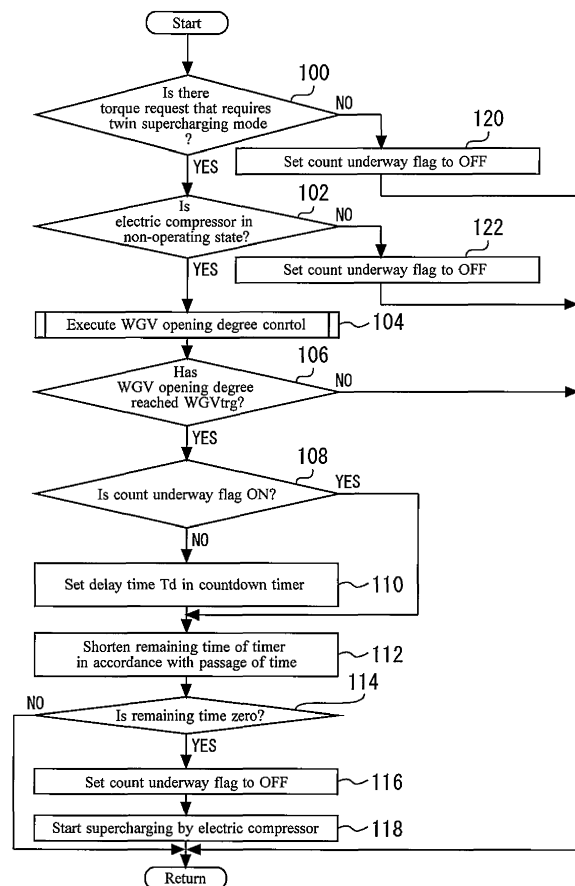 Start
100
Is there
torque request that requires
twin supercharging mode
?
NO
YES
120
Set count underway flag to OFF
102
Is
electric compressor in
non-operating state?
NO
YES
122
Set count underway flag to OFF
Execute WGV opening degree conrtol
104
106
Has
WGV opening degree
reached WGVtrg?
NO
YES
108
Is count underway flag ON?
YES
NO
Set delay time Td in countdown timer
110
Shorten remaining time of timer
in accordance with passage of time
112
114
NO
Is remaining time zero?
YES
Set count underway flag to OFF
116
Start supercharging by electric compressor
118
Return